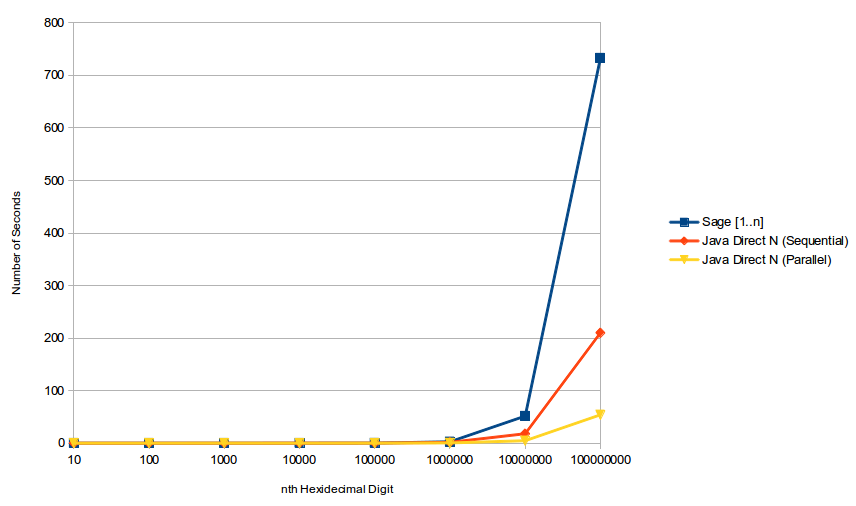 800
700
600
500
400
300
200
100
0
Number of Seconds
10 100 1000 10000 100000 1000000 10000000 100000000
nth Hexidecimal Digit
Sage [1..n]
Java Direct N (Sequential)
Java Direct N (Parallel)